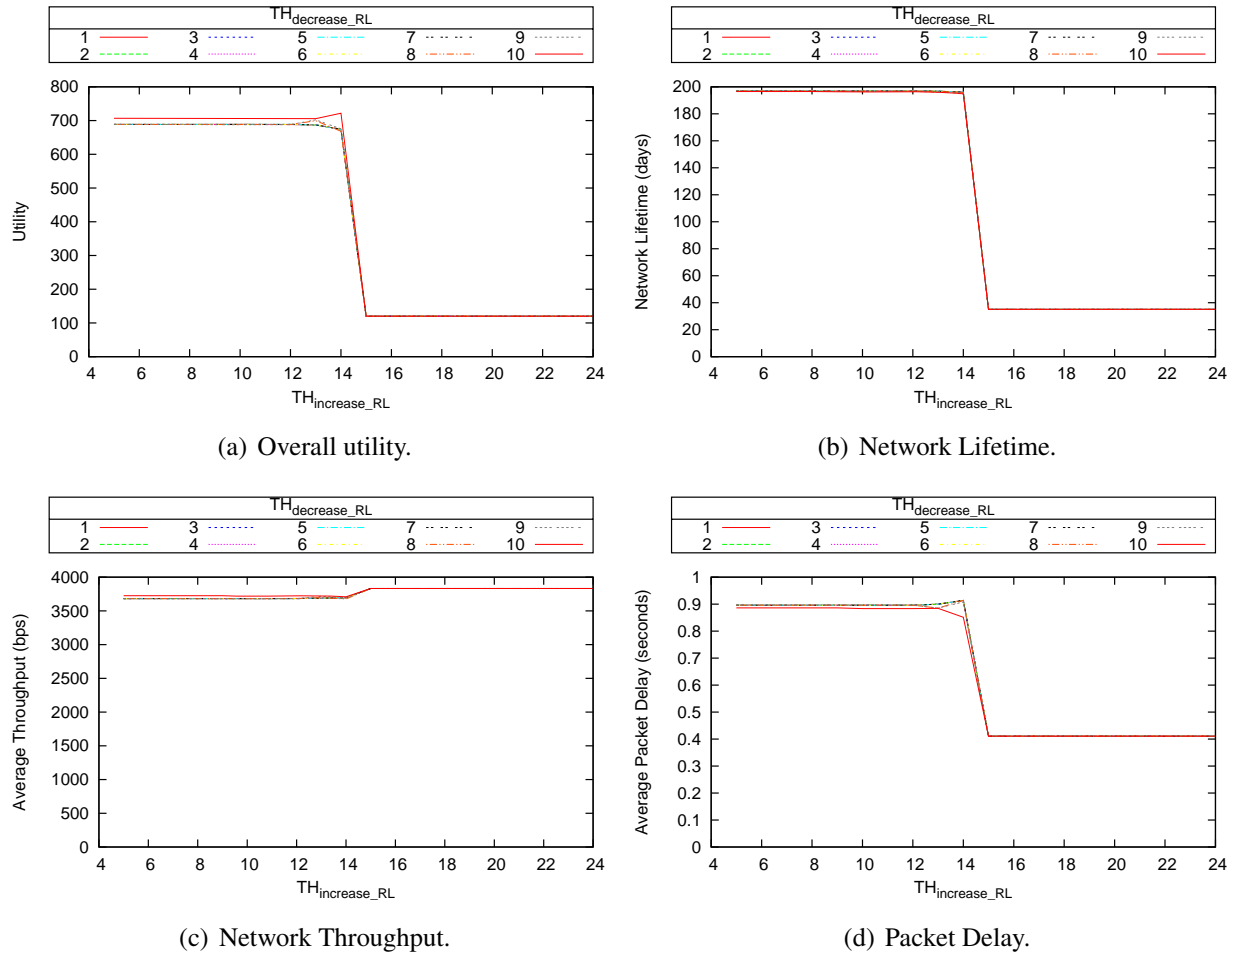 TH_decrease_RL
1 3 5 7 9
2 4 6 8 10
Utility
800
700
600
500
400
300
200
100
0
4 6 8 10 12 14 16 18 20 22 24
TH_increase_RL
(a) Overall utility.
TH_decrease_RL
1 3 5 7 9
2 4 6 8 10
Network Lifetime (days)
200
180
160
140
120
100
80
60
40
20
0
4 6 8 10 12 14 16 18 20 22 24
TH_increase_RL
(b) Network Lifetime.
TH_decrease_RL
1 3 5 7 9
2 4 6 8 10
Average Throughput (bps)
4000
3500
3000
2500
2000
1500
1000
500
0
4 6 8 10 12 14 16 18 20 22 24
TH_increase_RL
(c) Network Throughput.
TH_decrease_RL
1 3 5 7 9
2 4 6 8 10
Average Packet Delay (seconds)
1
0.9
0.8
0.7
0.6
0.5
0.4
0.3
0.2
0.1
0
4 6 8 10 12 14 16 18 20 22 24
TH_increase_RL
(d) Packet Delay.